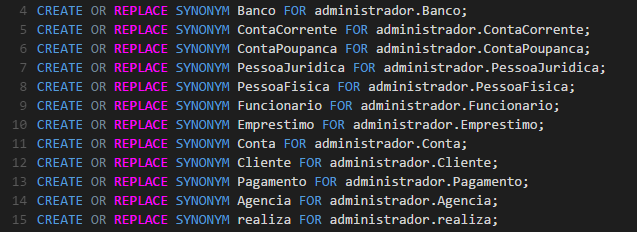 4 CREATE OR REPLACE SYNONYM Banco FOR administrador.Banco;
5 CREATE OR REPLACE SYNONYM ContaCorrente FOR administrador.ContaCorrente;
6 CREATE OR REPLACE SYNONYM ContaPoupanca FOR administrador.ContaPoupanca;
7 CREATE OR REPLACE SYNONYM PessoaJuridica FOR administrador.PessoaJuridica;
8 CREATE OR REPLACE SYNONYM PessoaFisica FOR administrador.PessoaFisica;
9 CREATE OR REPLACE SYNONYM Funcionario FOR administrador.Funcionario;
10 CREATE OR REPLACE SYNONYM Emprestimo FOR administrador.Emprestimo;
11 CREATE OR REPLACE SYNONYM Conta FOR administrador.Conta;
12 CREATE OR REPLACE SYNONYM Cliente FOR administrador.Cliente;
13 CREATE OR REPLACE SYNONYM Pagamento FOR administrador.Pagamento;
14 CREATE OR REPLACE SYNONYM Agencia FOR administrador.Agencia;
15 CREATE OR REPLACE SYNONYM realiza FOR administrador.realiza;